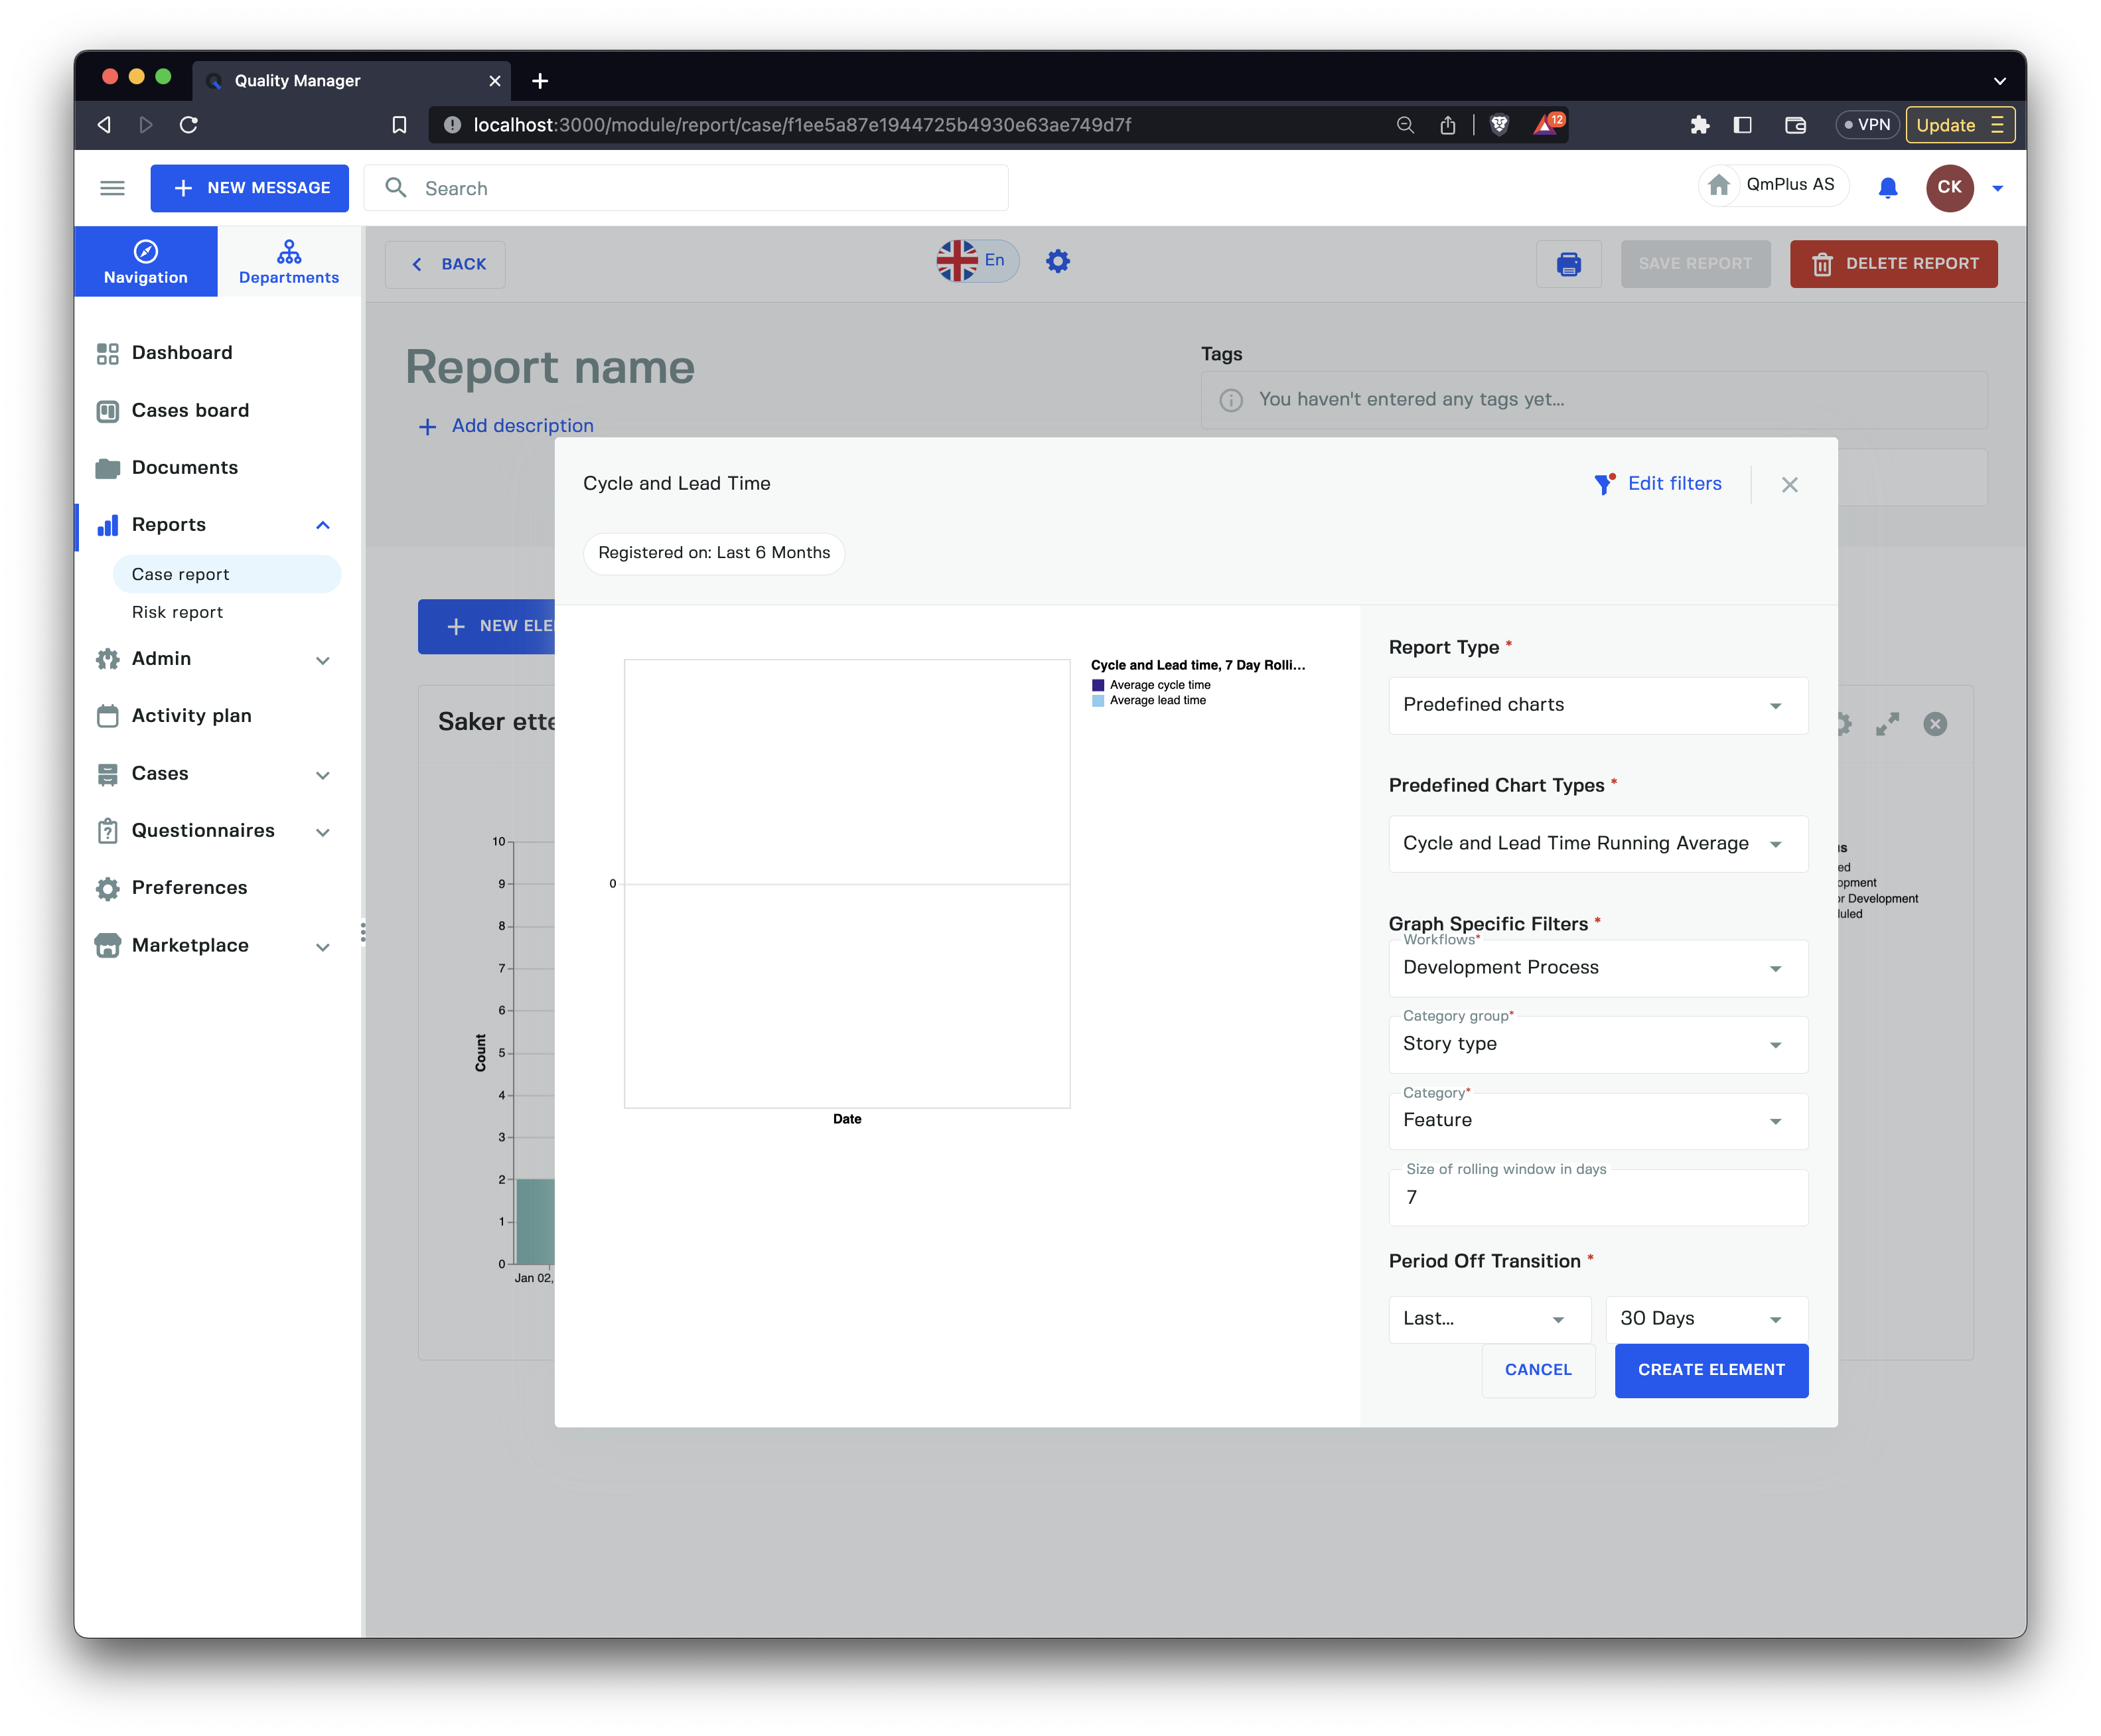 Quality Manager
localhost:3000/module/report/case/f1ee5a87e1944725b4930e63ae749d7f
12
VPN
Update
NEW MESSAGE
Search
QmPlus AS
CK
Navigation
Departments
BACK
En
SAVE REPORT
DELETE REPORT
Dashboard
Cases board
Documents
Reports
Case report
Risk report
Admin
Activity plan
Cases
Questionnaires
Preferences
Marketplace
Report name
Add description
Tags
You haven't entered any tags yet...
NEW ELE
Saker ette
10
9
8
7
6
5
4
3
2
1
0
Count
Jan 02,
Cycle and Lead Time
Edit filters
Registered on: Last 6 Months
0
Date
Cycle and Lead time, 7 Day Rolli...
Average cycle time
Average lead time
Report Type *
Predefined charts
Predefined Chart Types *
Cycle and Lead Time Running Average
Graph Specific Filters *
Workflows*
Development Process
Category group*
Story type
Category*
Feature
Size of rolling window in days
7
Period Off Transition *
Last...
30 Days
CANCEL
CREATE ELEMENT
opment
Development